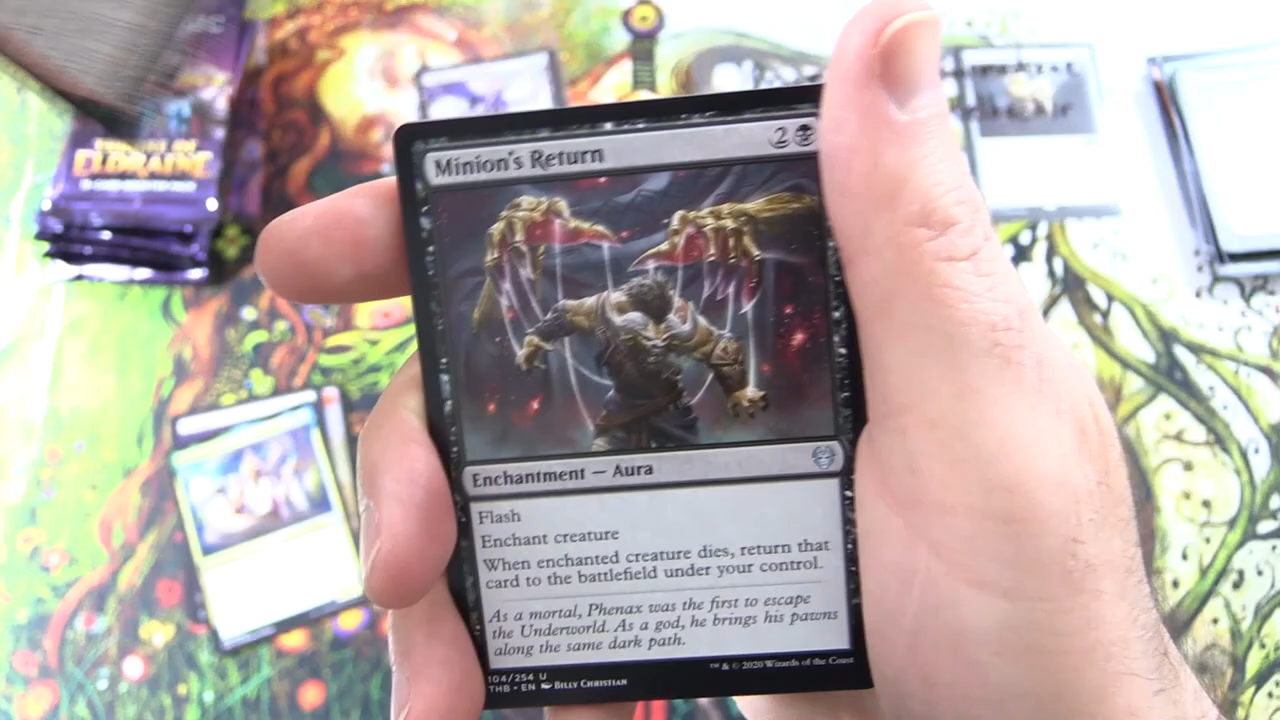 THRONE OF
ELDRAINE
Minion's Return
2
Enchantment — Aura
Flash
Enchant creature
When enchanted creature dies, return that
card to the battlefield under your control.
As a mortal, Phenax was the first to escape
the Underworld. As a god, he brings his pawns
along the same dark path.
104/254 U
THB • EN BILLY CHRISTIAN
™ & © 2020 Wizards of the Coast